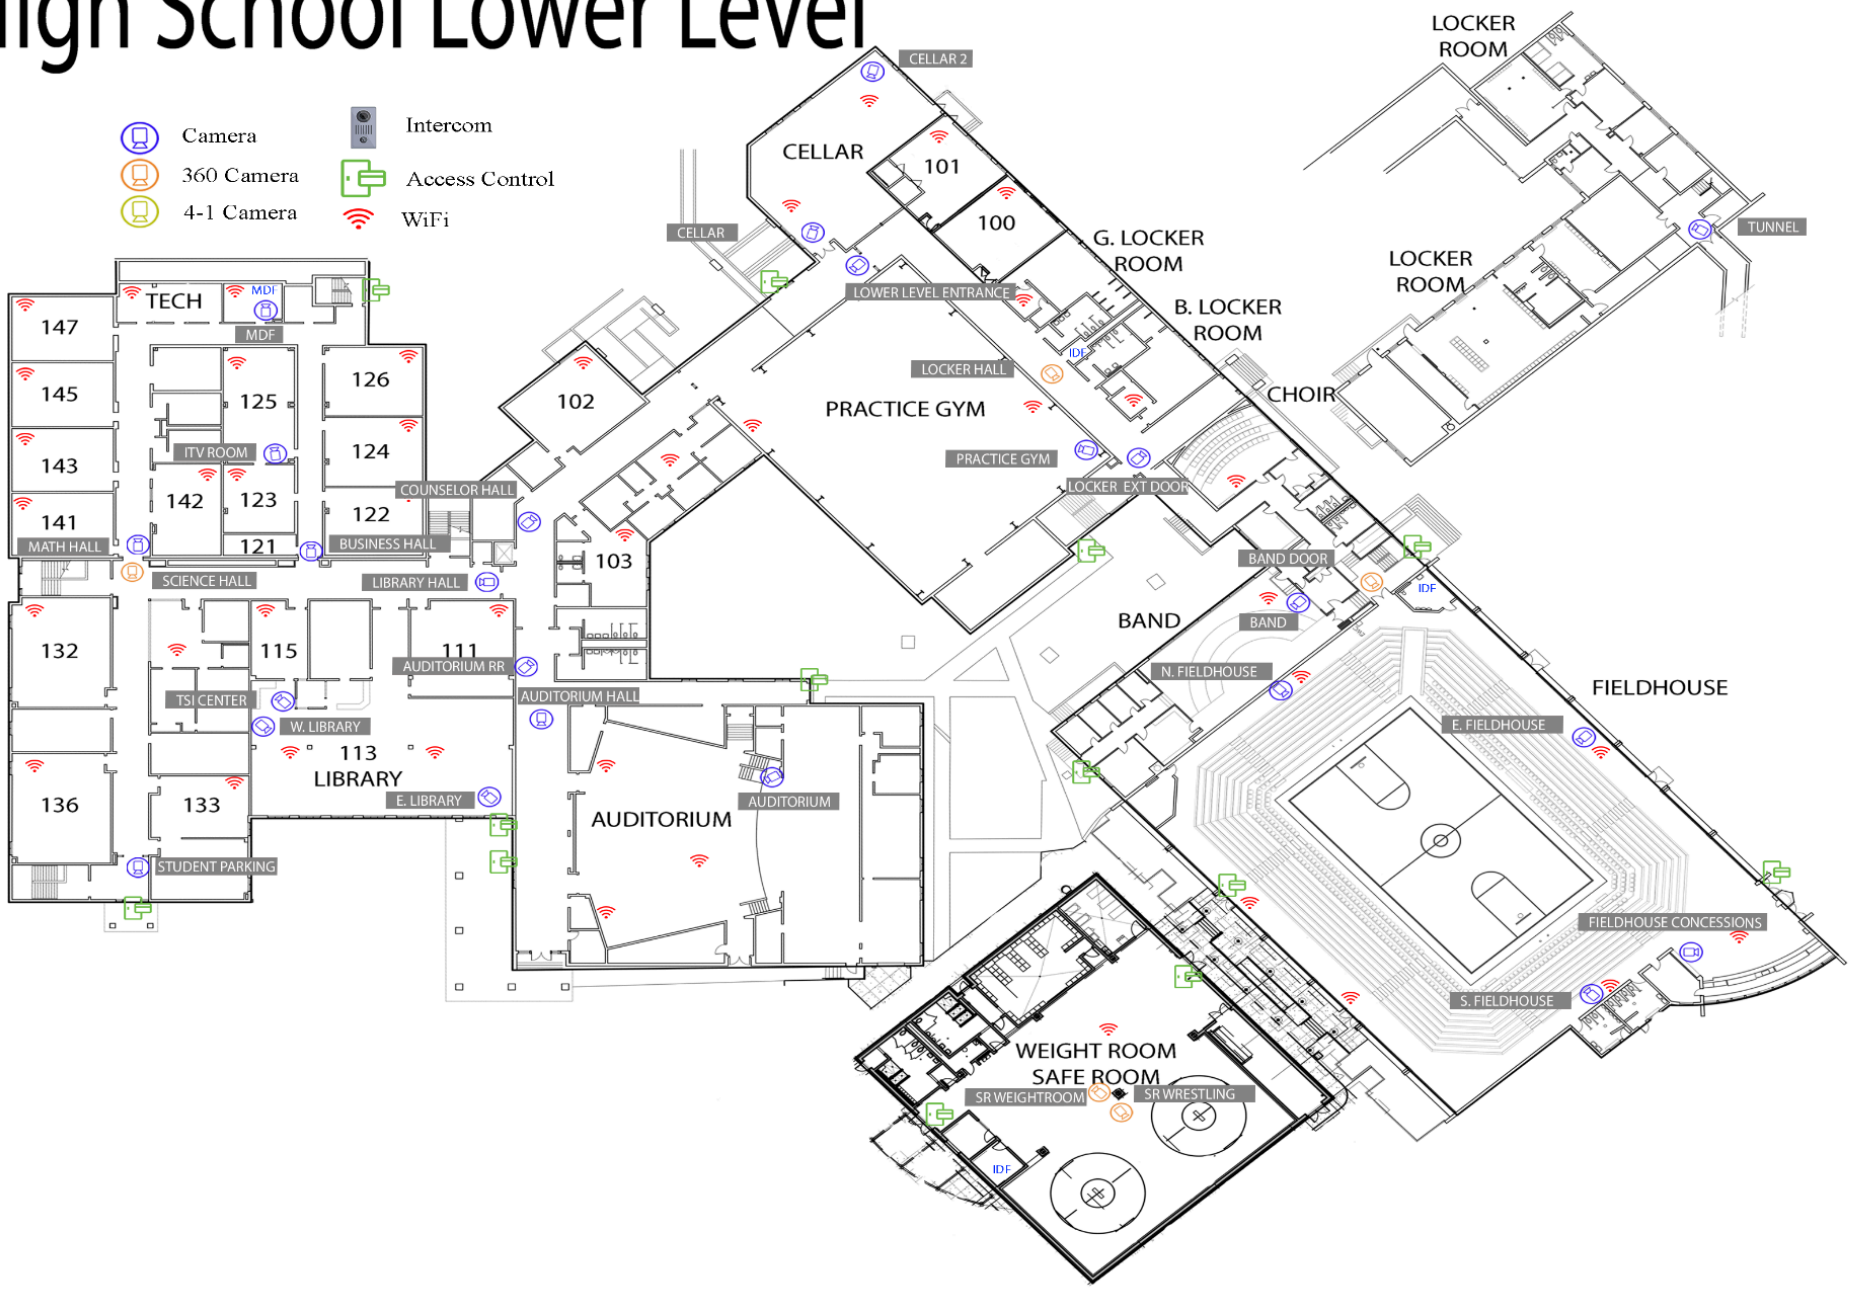 High School Lower Level
Camera
360 Camera
4-1 Camera
Intercom
Access Control
WiFi
CELLAR 2
CELLAR
101
100
CELLAR
G. LOCKER
ROOM
B. LOCKER
ROOM
LOCKER
ROOM
LOCKER
ROOM
TUNNEL
TECH
MDF
MDF
147
145
143
141
126
125
124
ITV ROOM
142
123
122
121
MATH HALL
BUSINESS HALL
SCIENCE HALL
COUNSELOR HALL
LIBRARY HALL
102
103
LOWER LEVEL ENTRANCE
IDF
LOCKER HALL
PRACTICE GYM
PRACTICE GYM
LOCKER EXT DOOR
CHOIR
BAND DOOR
IDF
BAND
BAND
N. FIELDHOUSE
FIELDHOUSE
E. FIELDHOUSE
132
115
111
AUDITORIUM RR
AUDITORIUM HALL
TSI CENTER
W. LIBRARY
113
LIBRARY
E. LIBRARY
136
133
STUDENT PARKING
AUDITORIUM
AUDITORIUM
FIELDHOUSE CONCESSIONS
S. FIELDHOUSE
WEIGHT ROOM
SAFE ROOM
SR WEIGHTROOM
SR WRESTLING
IDF